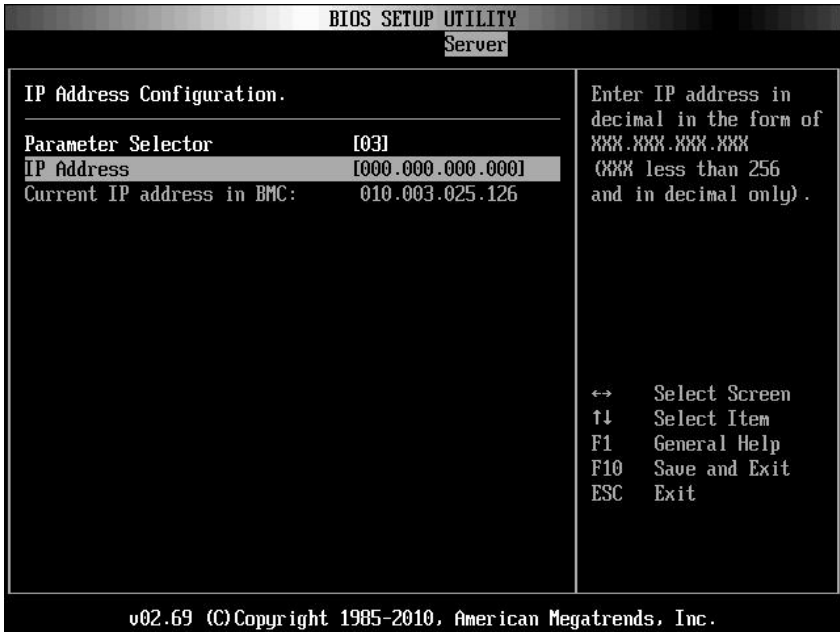 BIOS SETUP UTILITY
Server
IP Address Configuration.
Parameter Selector [03]
IP Address [000.000.000.000]
Current IP address in BMC: 010.003.025.126
Enter IP address in
decimal in the form of
XXX.XXX.XXX.XXX
(XXX less than 256
and in decimal only).
↔ Select Screen
↑↓ Select Item
F1 General Help
F10 Save and Exit
ESC Exit
v02.69 (C)Copyright 1985-2010, American Megatrends, Inc.